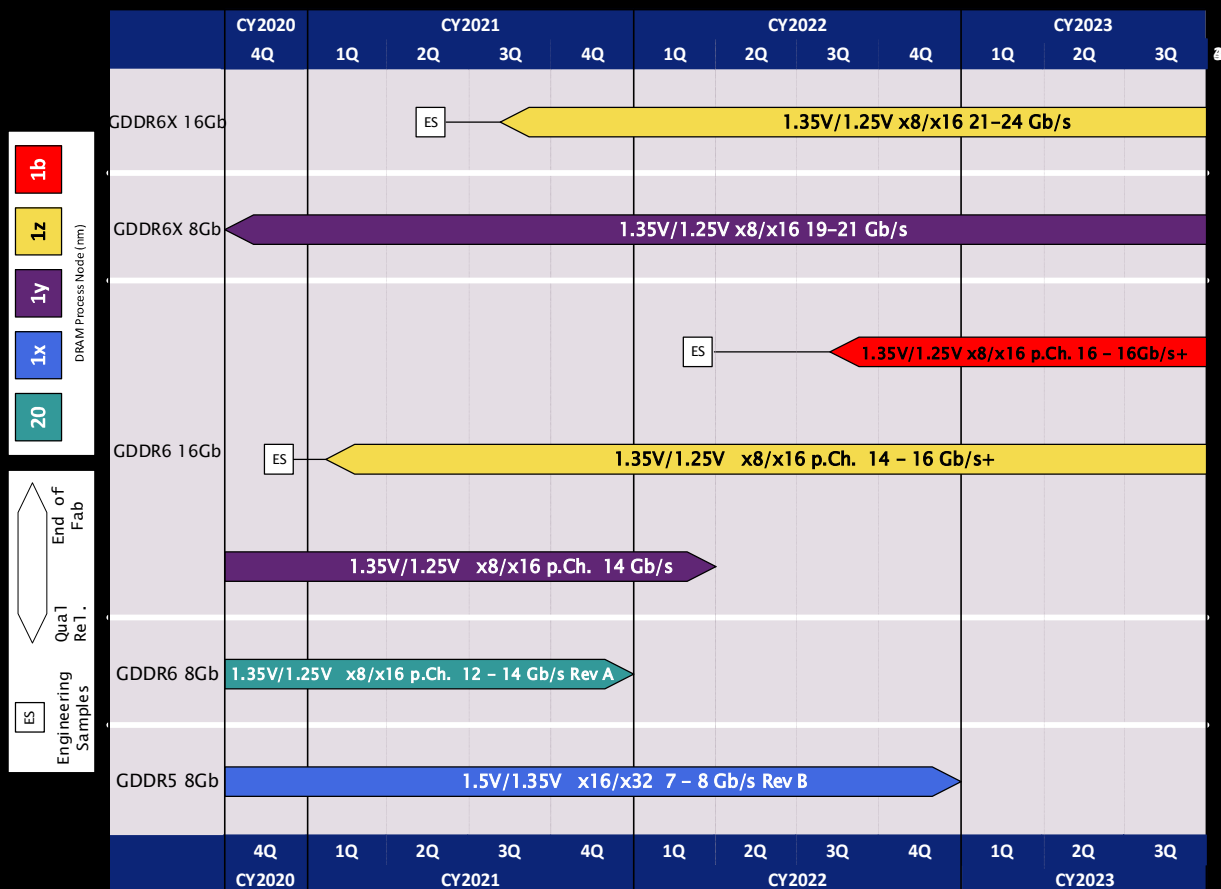 CY2020 CY2021 CY2022 CY2023
4Q 1Q 2Q 3Q 4Q 1Q 2Q 3Q 4Q 1Q 2Q 3Q
GDDR6X 16Gb ES 1.35V/1.25V x8/x16 21–24 Gb/s
GDDR6X 8Gb 1.35V/1.25V x8/x16 19–21 Gb/s
ES 1.35V/1.25V x8/x16 p.Ch. 16 – 16Gb/s+
GDDR6 16Gb ES 1.35V/1.25V x8/x16 p.Ch. 14 – 16 Gb/s+
1.35V/1.25V x8/x16 p.Ch. 14 Gb/s
GDDR6 8Gb 1.35V/1.25V x8/x16 p.Ch. 12 – 14 Gb/s Rev A
GDDR5 8Gb 1.5V/1.35V x16/x32 7 – 8 Gb/s Rev B
4Q 1Q 2Q 3Q 4Q 1Q 2Q 3Q 4Q 1Q 2Q 3Q
CY2020 CY2021 CY2022 CY2023
1b
1z
1y
1x
20
DRAM Process Node (nm)
End of
Fab
Qual
Rel.
ES
Engineering
Samples